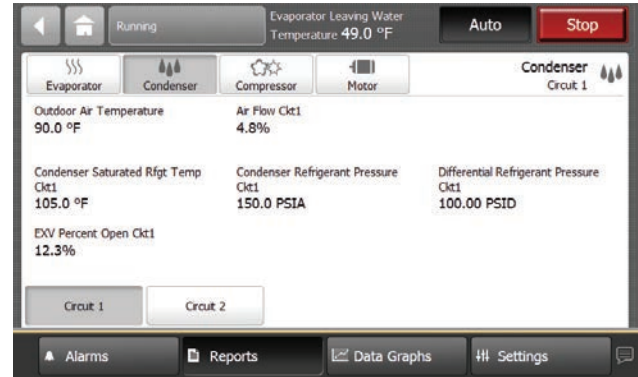 Running
Evaporator Leaving Water
Temperature 49.0 ºF
Auto
Stop
Evaporator
Condenser
Compressor
Motor
Condenser
Circuit 1
Outdoor Air Temperature
90.0 ºF
Air Flow Ckt1
4.8%
Condenser Saturated Rfgt Temp
Ckt1
105.0 ºF
Condenser Refrigerant Pressure
Ckt1
150.0 PSIA
Differential Refrigerant Pressure
Ckt1
100.00 PSID
EXV Percent Open Ckt1
12.3%
Circuit 1
Circuit 2
Alarms
Reports
Data Graphs
Settings